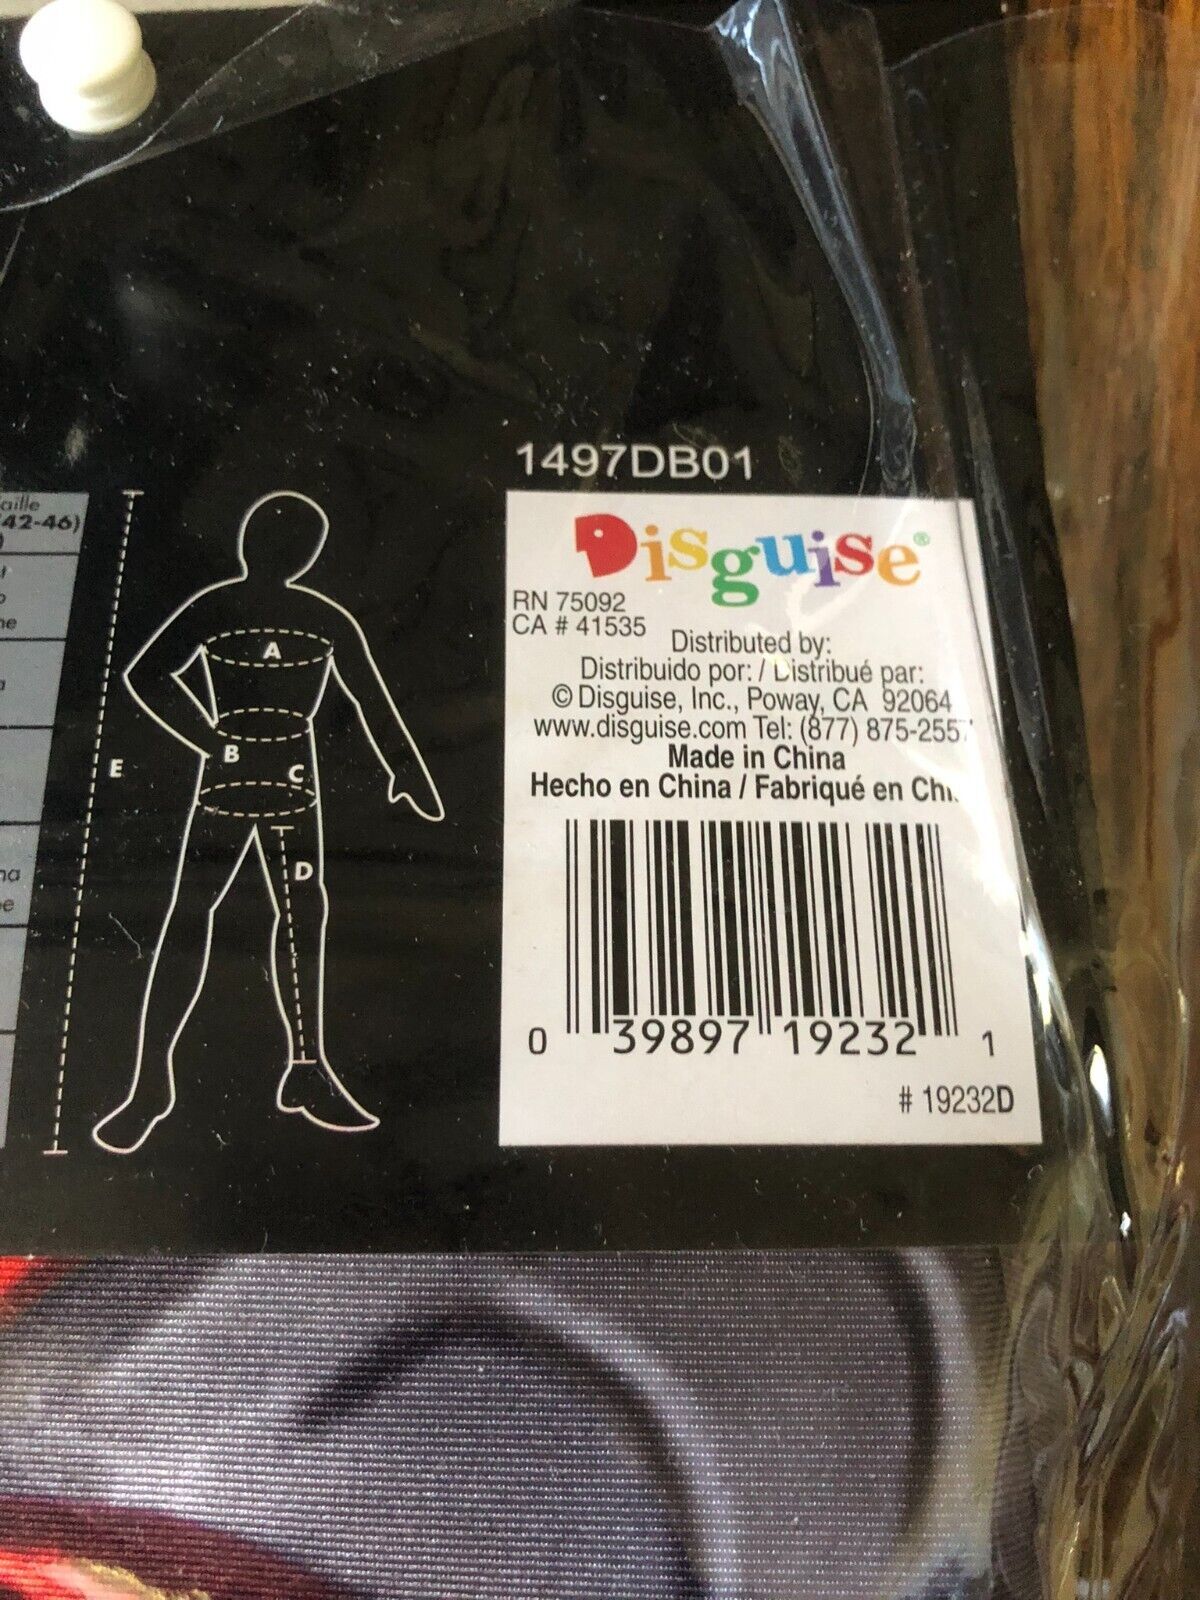 1497DB01
Disguise®
RN 75092
CA # 41535
Distributed by:
Distribuido por: / Distribué par:
© Disguise, Inc., Poway, CA 92064
www.disguise.com Tel: (877) 875-2557
Made in China
Hecho en China / Fabriqué en
0 39897 19232 1
# 19232D
42-46)
A
B
C
D
E